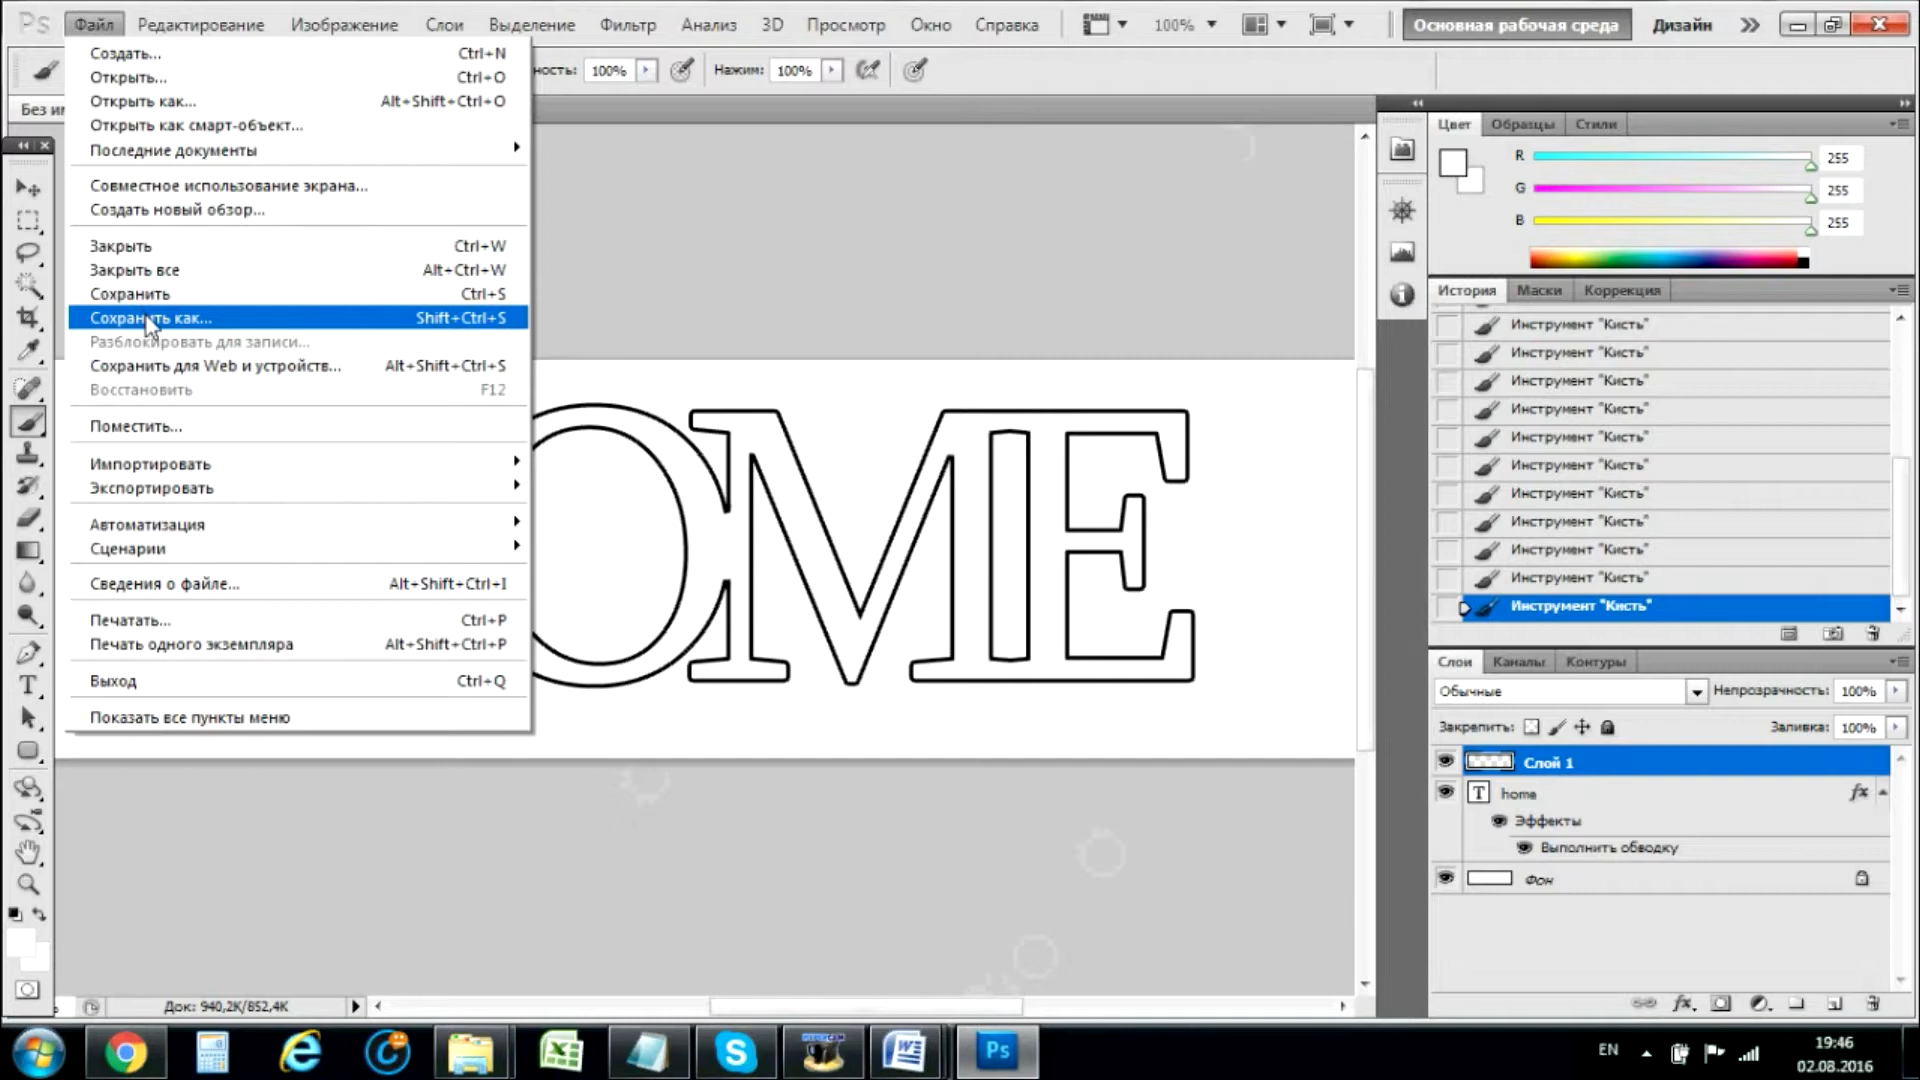 Ps Файл Редактирование Изображение Слои Выделение Фильтр Анализ 3D Просмотр Окно Справка 100% Основная рабочая среда Дизайн
ность: 100% Нажим: 100%
Без им
Создать... Ctrl+N
Открыть... Ctrl+O
Открыть как... Alt+Shift+Ctrl+O
Открыть как смарт-объект...
Последние документы
Совместное использование экрана...
Создать новый обзор...
Закрыть Ctrl+W
Закрыть все Alt+Ctrl+W
Сохранить Ctrl+S
Сохранить как... Shift+Ctrl+S
Разблокировать для записи...
Сохранить для Web и устройств... Alt+Shift+Ctrl+S
Восстановить F12
Поместить...
Импортировать
Экспортировать
Автоматизация
Сценарии
Сведения о файле... Alt+Shift+Ctrl+I
Печатать... Ctrl+P
Печать одного экземпляра Alt+Shift+Ctrl+P
Выход Ctrl+Q
Показать все пункты меню
OME
Цвет Образцы Стили
R 255
G 255
B 255
История Маски Коррекция
Инструмент "Кисть"
Инструмент "Кисть"
Инструмент "Кисть"
Инструмент "Кисть"
Инструмент "Кисть"
Инструмент "Кисть"
Инструмент "Кисть"
Инструмент "Кисть"
Инструмент "Кисть"
Инструмент "Кисть"
Инструмент "Кисть"
Слои Каналы Контуры
Обычные Непрозрачность: 100%
Закрепить: Заливка: 100%
Слой 1
T home fx
Эффекты
Выполнить обводку
Фон
Док: 940,2K/852,4K
EN 19:46
02.08.2016